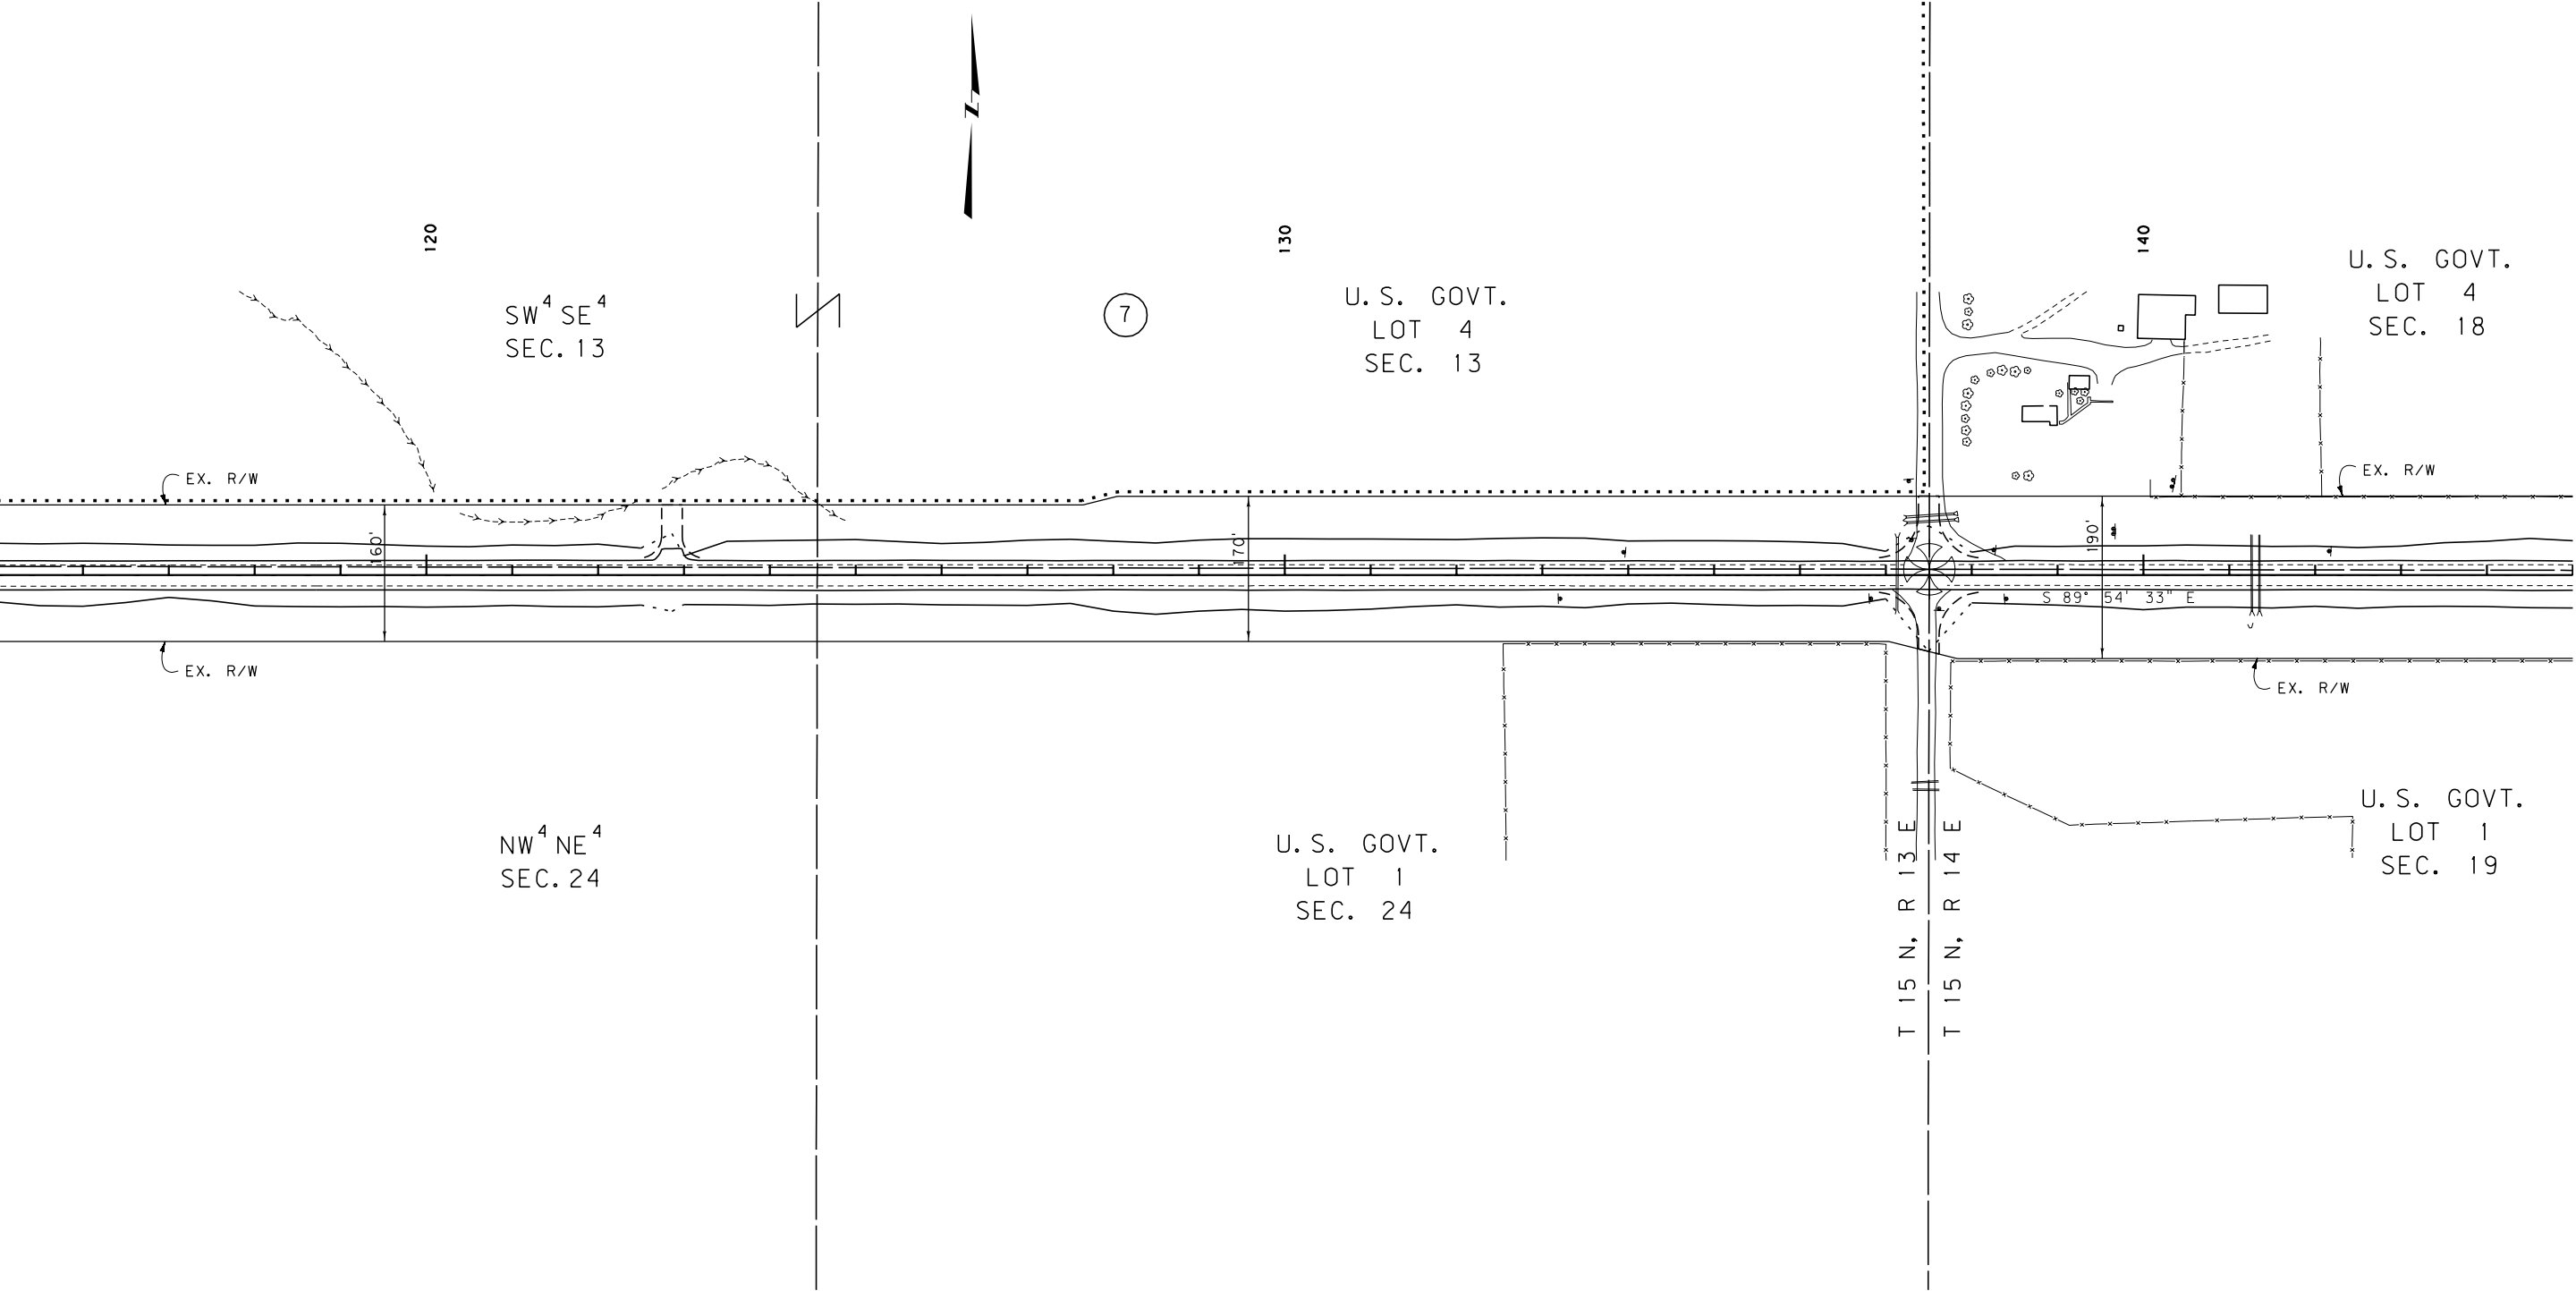 N
120
130
140
SW4 SE4
SEC. 13
7
U.S. GOVT.
LOT 4
SEC. 13
U.S. GOVT.
LOT 4
SEC. 18
EX. R/W
EX. R/W
160'
170'
190'
S 89° 54' 33" E
EX. R/W
EX. R/W
NW4 NE4
SEC. 24
U.S. GOVT.
LOT 1
SEC. 24
T 15 N, R 13 E
T 15 N, R 14 E
U.S. GOVT.
LOT 1
SEC. 19